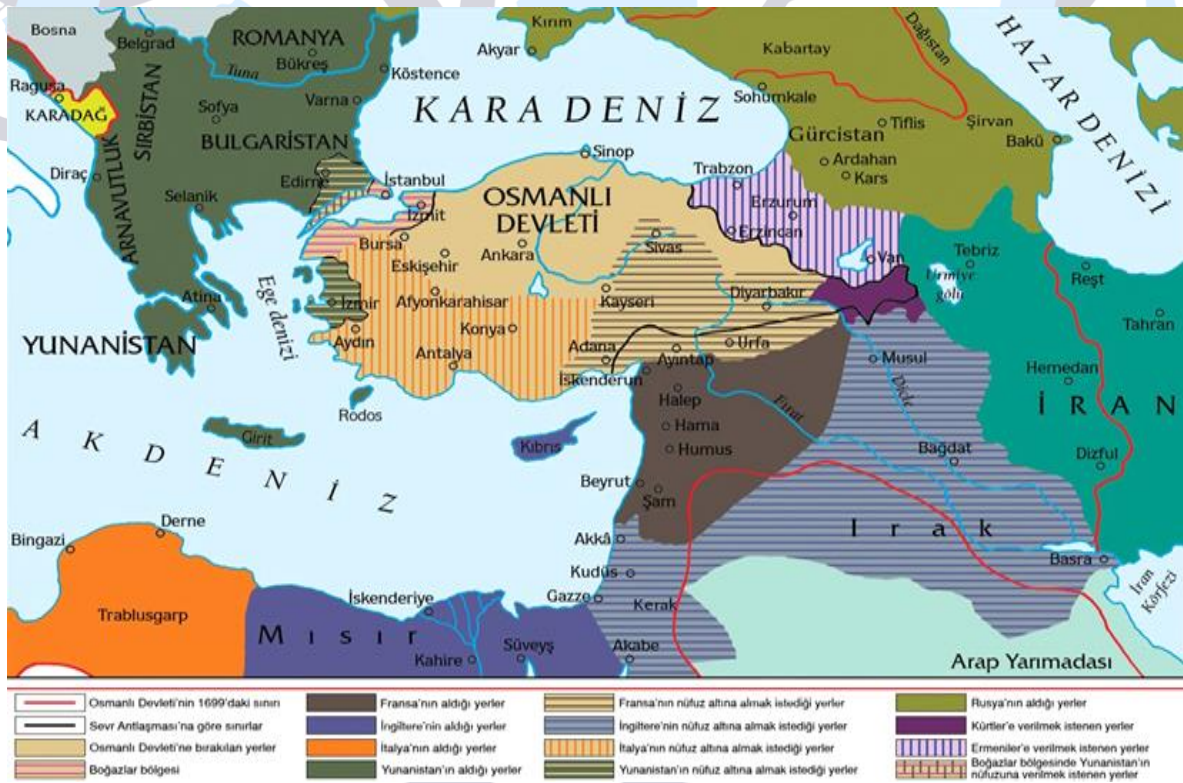 Bosna
Belgrad
ROMANYA
Bükreş
Tuna
Köstence
Kırım
Akyar
Kabartay
Dağıstan
HAZAR DENİZİ
Ragusa
KARADAĞ
SIRBİSTAN
Sofya
Varna
BULGARİSTAN
KARA DENİZ
Sohumkale
Gürcistan
Tiflis
Şirvan
Bakü
Ardahan
Kars
Diraç
ARNAVUTLUK
Selanik
Edirne
İstanbul
İzmit
Sinop
OSMANLI
DEVLETİ
Trabzon
Erzurum
Erzincan
Bursa
Eskişehir
Ankara
Sivas
Van
Urmiye
gölü
Tebriz
Reşt
Atina
Ege denizi
İzmir
Afyonkarahisar
Kayseri
Diyarbakır
Tahran
YUNANİSTAN
Aydın
Konya
Antalya
Adana
Urfa
Ayıntap
İskenderun
Musul
Hemedan
Rodos
Halep
Fırat
Dicle
İRAN
Girit
Kıbrıs
Hama
Humus
Bağdat
Dizful
AKDENİZ
Beyrut
Şam
Irak
Derne
Bingazi
Akkâ
Basra
Kudüs
İran
Körfezi
Trablusgarp
İskenderiye
Gazze
Kerak
Mısır
Kahire
Süveyş
Akabe
Arap Yarımadası
Osmanlı Devleti'nin 1699'daki sınırı
Fransa'nın aldığı yerler
Fransa'nın nüfuz altına almak istediği yerler
Rusya'nın aldığı yerler
Sevr Antlaşması'na göre sınırlar
İngiltere'nin aldığı yerler
İngiltere'nin nüfuz altına almak istediği yerler
Kürtler'e verilmek istenen yerler
Osmanlı Devleti'ne bırakılan yerler
İtalya'nın aldığı yerler
İtalya'nın nüfuz altına almak istediği yerler
Ermeniler'e verilmek istenen yerler
Boğazlar bölgesi
Yunanistan'ın aldığı yerler
Yunanistan'ın nüfuz altına almak istediği yerler
Boğazlar bölgesinde Yunanistan'ın
nüfuzuna verilmek istenen yerler